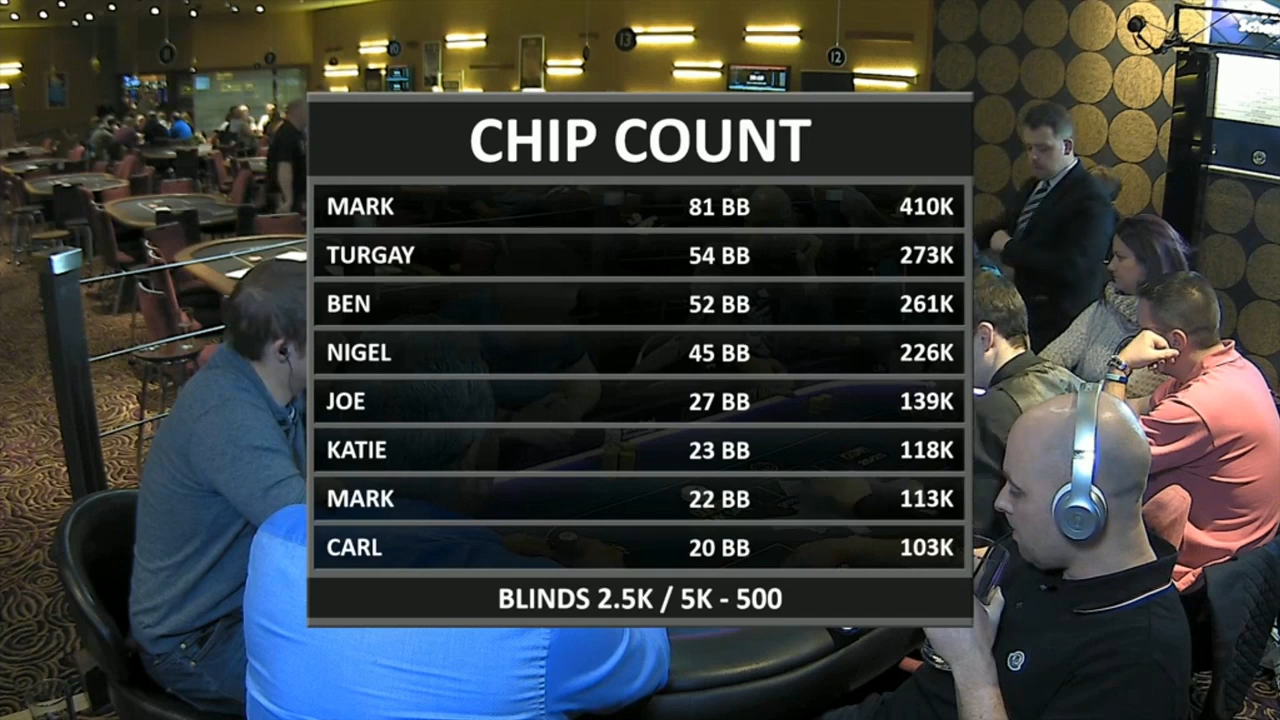 CHIP COUNT
MARK 81 BB 410K
TURGAY 54 BB 273K
BEN 52 BB 261K
NIGEL 45 BB 226K
JOE 27 BB 139K
KATIE 23 BB 118K
MARK 22 BB 113K
CARL 20 BB 103K
BLINDS 2.5K / 5K - 500
10
13
12